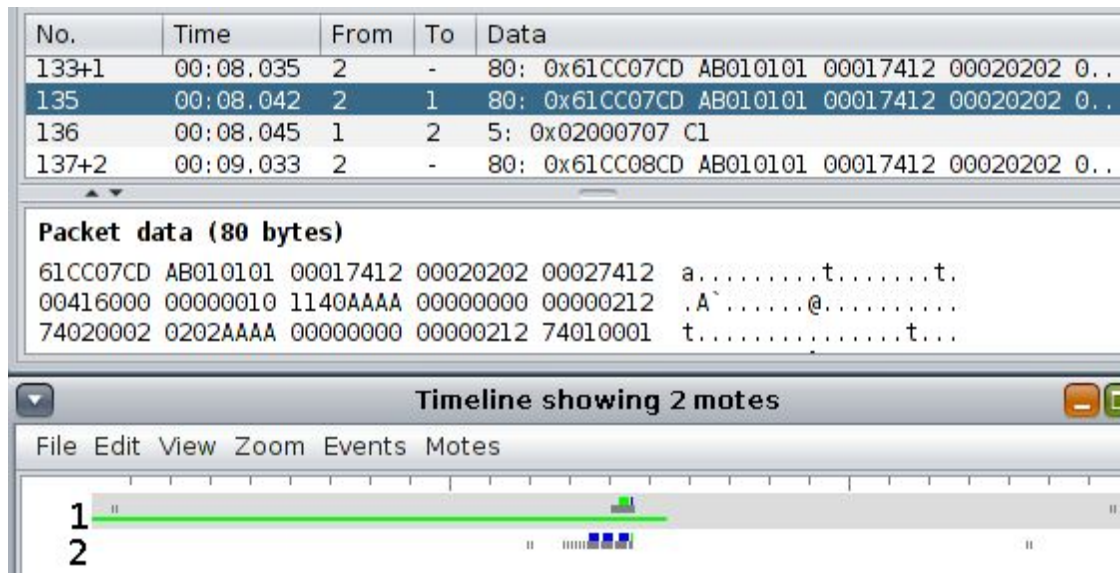 No. Time From To Data
133+1 00:08.035 2 - 80: 0x61CC07CD AB010101 00017412 00020202 0..
135 00:08.042 2 1 80: 0x61CC07CD AB010101 00017412 00020202 0..
136 00:08.045 1 2 5: 0x02000707 C1
137+2 00:09.033 2 - 80: 0x61CC08CD AB010101 00017412 00020202 0..
Packet data (80 bytes)
61CC07CD AB010101 00017412 00020202 00027412 a.........t.......t.
00416000 00000010 1140AAAA 00000000 00000212 .A`......@..........
74020002 0202AAAA 00000000 00000212 74010001 t...............t...
Timeline showing 2 motes
File Edit View Zoom Events Motes
1
2